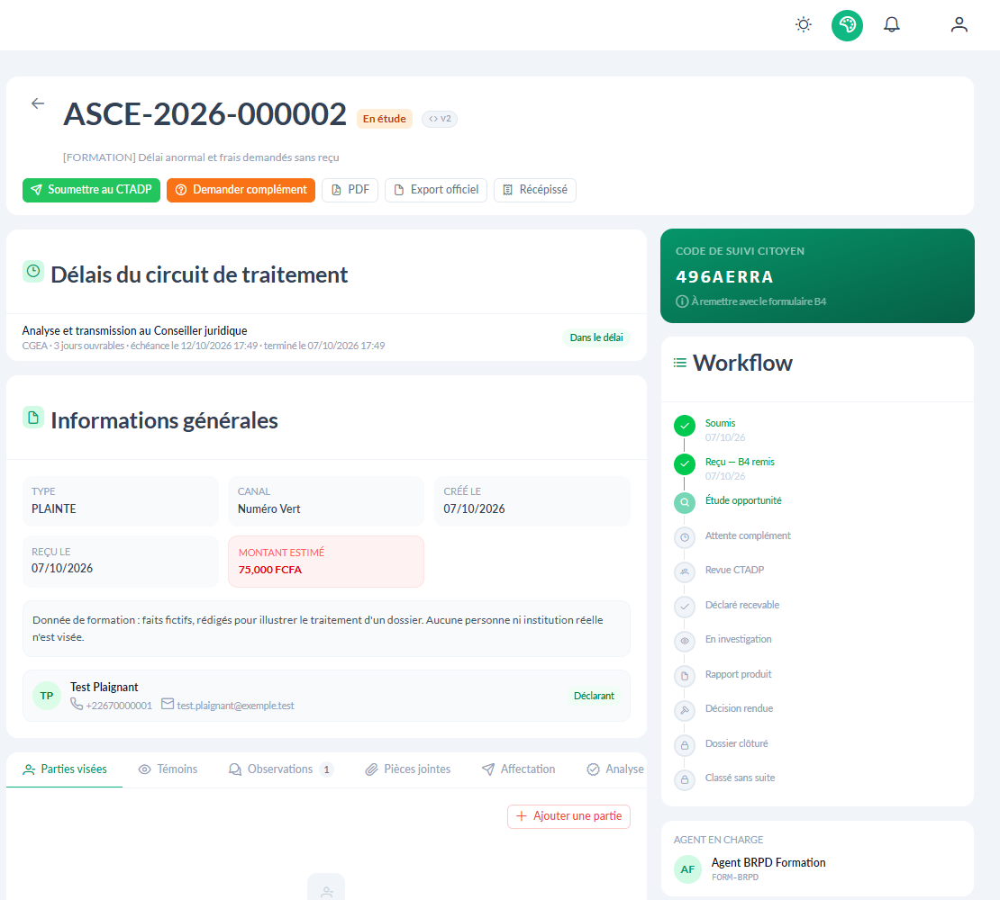 ASCE-2026-000002 En étude <> V2
[FORMATION] Délai anormal et frais demandés sans reçu
Soumettre au CTADP Demander complément PDF Export officiel Récépissé
Délais du circuit de traitement
Analyse et transmission au Conseiller juridique
CGEA · 3 jours ouvrables · échéance le 12/10/2026 17:49 · terminé le 07/10/2026 17:49
Dans le délai
Informations générales
TYPE
PLAINTE
CANAL
Numéro Vert
CRÉÉ LE
07/10/2026
REÇU LE
07/10/2026
MONTANT ESTIMÉ
75,000 FCFA
Donnée de formation : faits fictifs, rédigés pour illustrer le traitement d'un dossier. Aucune personne ni institution réelle
n'est visée.
TP
Test Plaignant
+22670000001 test.plaignant@exemple.test
Déclarant
Parties visées Témoins Observations 1 Pièces jointes Affectation Analyse
Ajouter une partie
CODE DE SUIVI CITOYEN
496AERRA
À remettre avec le formulaire B4
Workflow
Soumis
07/10/26
Reçu — B4 remis
07/10/26
Étude opportunité
Attente complément
Revue CTADP
Déclaré recevable
En investigation
Rapport produit
Décision rendue
Dossier clôturé
Classé sans suite
AGENT EN CHARGE
AF
Agent BRPD Formation
FORM-BRPD